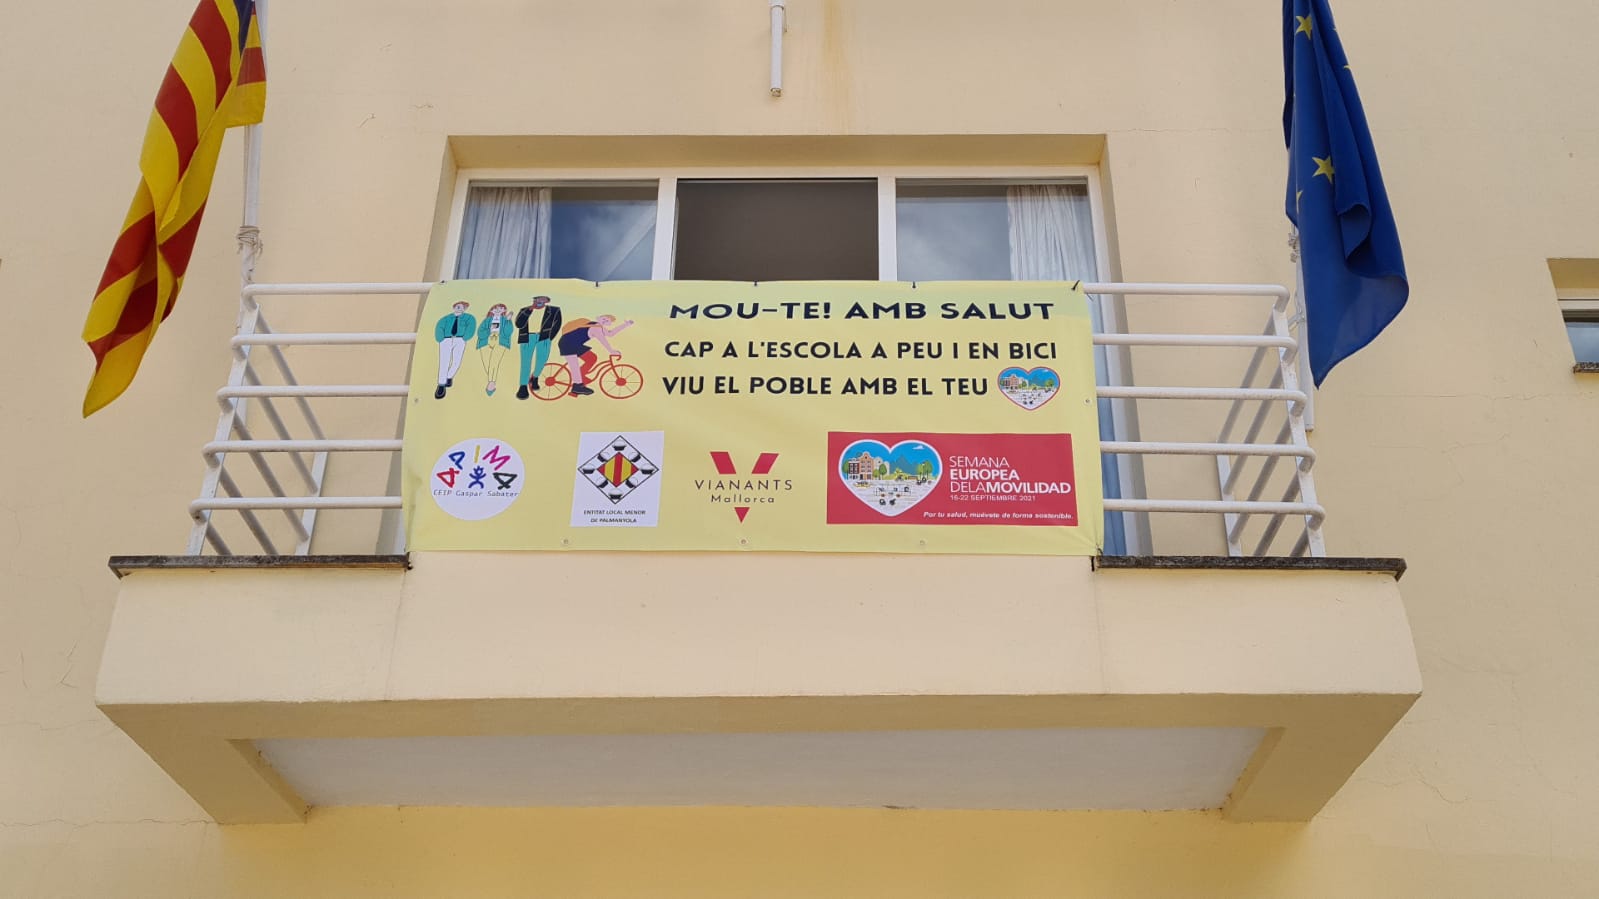 MOU-TE! AMB SALUT
CAP A L'ESCOLA A PEU I EN BICI
VIU EL POBLE AMB EL TEU
APIMA
CEIP Gaspar Sabater
ENTITAT LOCAL MENOR
DE PALMANYOLA
VIANANTS
Mallorca
SEMANA
EUROPEA
DELAMOVILIDAD
16-22 SEPTIEMBRE 2021
Por tu salud, muévete de forma sostenible.